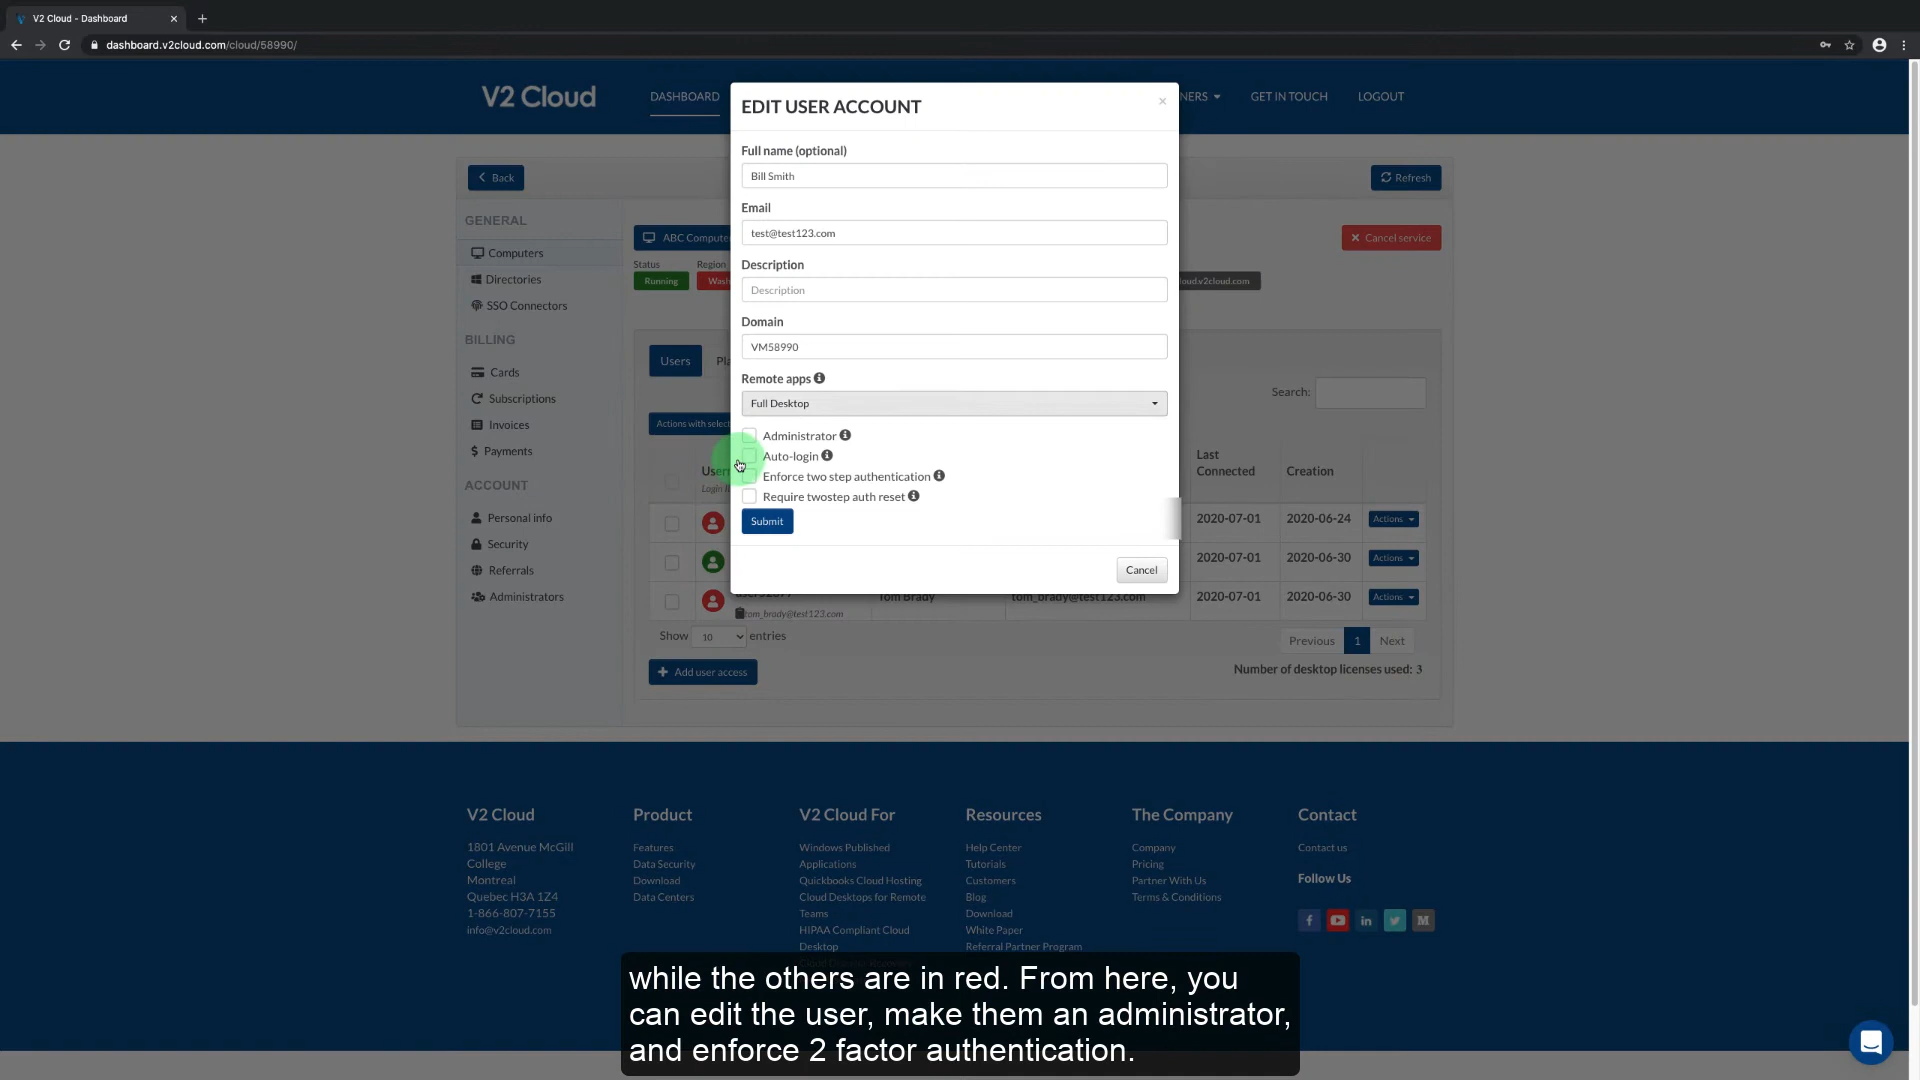 V2 Cloud - Dashboard
dashboard.v2cloud.com/cloud/58990/
V2 Cloud
DASHBOARD
NERS
GET IN TOUCH
LOGOUT
EDIT USER ACCOUNT
×
Full name (optional)
Bill Smith
Email
test@test123.com
Description
Description
Domain
VM58990
Remote apps
Full Desktop
Administrator
Auto-login
Enforce two step authentication
Require twostep auth reset
Submit
Cancel
Back
Refresh
GENERAL
Computers
Directories
SSO Connectors
BILLING
Cards
Subscriptions
Invoices
Payments
ACCOUNT
Personal info
Security
Referrals
Administrators
ABC Compute
Cancel service
Status
Region
Running
Wash
loud.v2cloud.com
Users
Pla
Search:
Actions with select
User
Login
Last
Connected
Creation
2020-07-01
2020-06-24
Actions
2020-07-01
2020-06-30
Actions
Tom Brady
tom_brady@test123.com
2020-07-01
2020-06-30
Actions
tom_brady@test123.com
Show 10 entries
Previous 1 Next
Add user access
Number of desktop licenses used: 3
V2 Cloud
1801 Avenue McGill
College
Montreal
Quebec H3A 1Z4
1-866-807-7155
info@v2cloud.com
Product
Features
Data Security
Download
Data Centers
V2 Cloud For
Windows Published
Applications
Quickbooks Cloud Hosting
Cloud Desktops for Remote
Teams
HIPAA Compliant Cloud
Desktop
Resources
Help Center
Tutorials
Customers
Blog
Download
White Paper
Referral Partner Program
The Company
Company
Pricing
Partner With Us
Terms & Conditions
Contact
Contact us
Follow Us
while the others are in red. From here, you
can edit the user, make them an administrator,
and enforce 2 factor authentication.